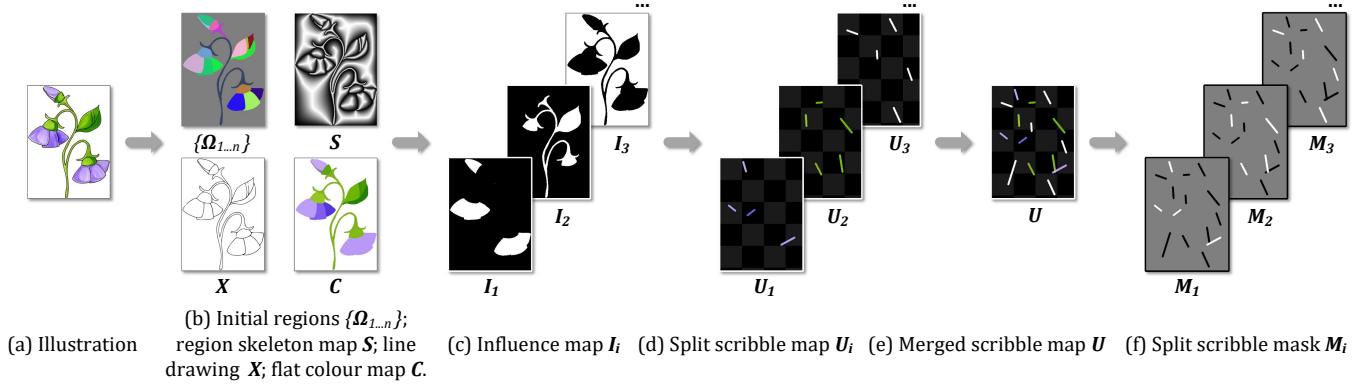 ...
...
...
{Ω1...n}
S
I3
U3
M3
I2
U2
U
M2
X
C
I1
U1
M1
(a) Illustration
(b) Initial regions {Ω1...n};
region skeleton map S; line
drawing X; flat colour map C.
(c) Influence map Ii
(d) Split scribble map Ui
(e) Merged scribble map U
(f) Split scribble mask Mi